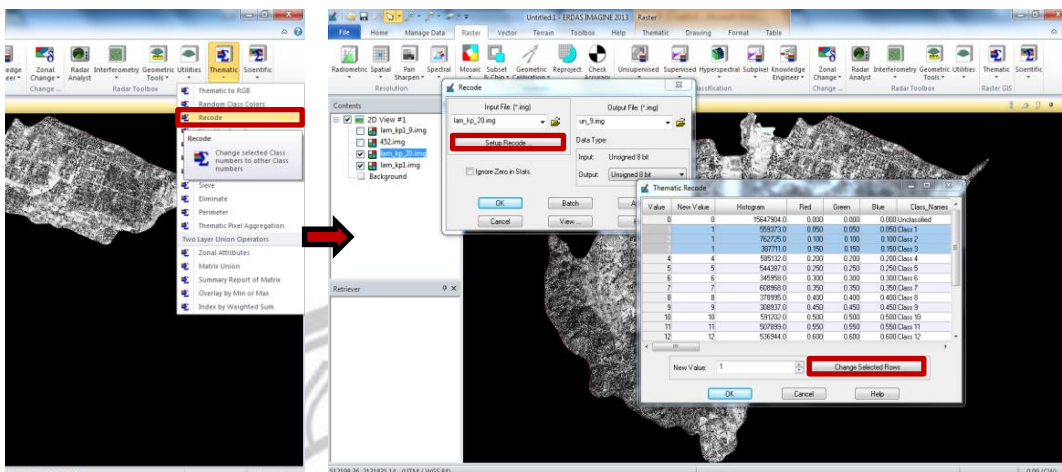 Zonal Change
Radar Analyst
Interferometry
Geometric Tools
Utilities
Thematic
Scientific
Change ...
Radar Toolbox
Thematic to RGB
Random Class Colors
Recode
Recode
Change selected Class numbers to other Class numbers
Sieve
Eliminate
Perimeter
Thematic Pixel Aggregation
Two Layer Union Operators
Zonal Attributes
Matrix Union
Summary Report of Matrix
Overlay by Min or Max
Index by Weighted Sum
Untitled:1 - ERDAS IMAGINE 2013
Raster
File Home Manage Data Raster Vector Terrain Toolbox Help Thematic Drawing Format Table
Radiometric Spatial Pan Sharpen Spectral Mosaic Subset & Chip Geometric Calibration Reproject Check Accuracy Unsupervised Supervised Hyperspectral Subpixel Knowledge Engineer Zonal Change Radar Analyst Interferometry Geometric Tools Utilities Thematic Scientific
Resolution
Change ...
Radar Toolbox
Raster GIS
Contents
2D View #1
lam_kp1_9.img
452.img
lam_kp_20.img
lam_kp1.img
Background
Retriever
Recode
Input File: (*.img)
Output File: (*.img)
lam_kp_20.img
un_9.img
Setup Recode ...
Data Type:
Input: Unsigned 8 bit
Ignore Zero in Stats.
Output: Unsigned 8 bit
OK
Batch
Cancel
View ...
Thematic Recode
Value New Value Histogram Red Green Blue Class_Names
0 0 15647904.0 0.000 0.000 0.000 Unclassified
1 559373.0 0.050 0.050 0.050 Class 1
1 762725.0 0.100 0.100 0.100 Class 2
1 387711.0 0.150 0.150 0.150 Class 3
4 4 585132.0 0.200 0.200 0.200 Class 4
5 5 544387.0 0.250 0.250 0.250 Class 5
6 6 345958.0 0.300 0.300 0.300 Class 6
7 7 608968.0 0.350 0.350 0.350 Class 7
8 8 378995.0 0.400 0.400 0.400 Class 8
9 9 308937.0 0.450 0.450 0.450 Class 9
10 10 591202.0 0.500 0.500 0.500 Class 10
11 11 507899.0 0.550 0.550 0.550 Class 11
12 12 536944.0 0.600 0.600 0.600 Class 12
New Value: 1
Change Selected Rows
OK
Cancel
Help